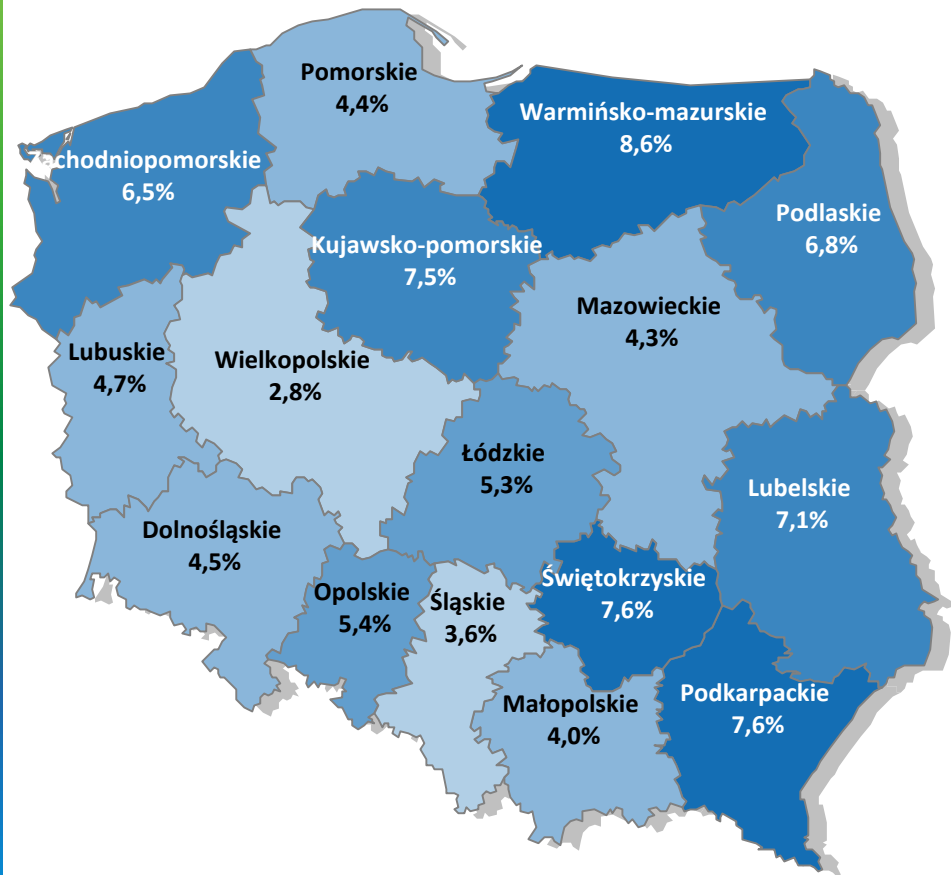 Pomorskie
4,4%
Warmińsko-mazurskie
8,6%
Zachodniopomorskie
6,5%
Podlaskie
6,8%
Kujawsko-pomorskie
7,5%
Mazowieckie
4,3%
Lubuskie
4,7%
Wielkopolskie
2,8%
Łódzkie
5,3%
Lubelskie
7,1%
Dolnośląskie
4,5%
Opolskie
5,4%
Śląskie
3,6%
Świętokrzyskie
7,6%
Małopolskie
4,0%
Podkarpackie
7,6%